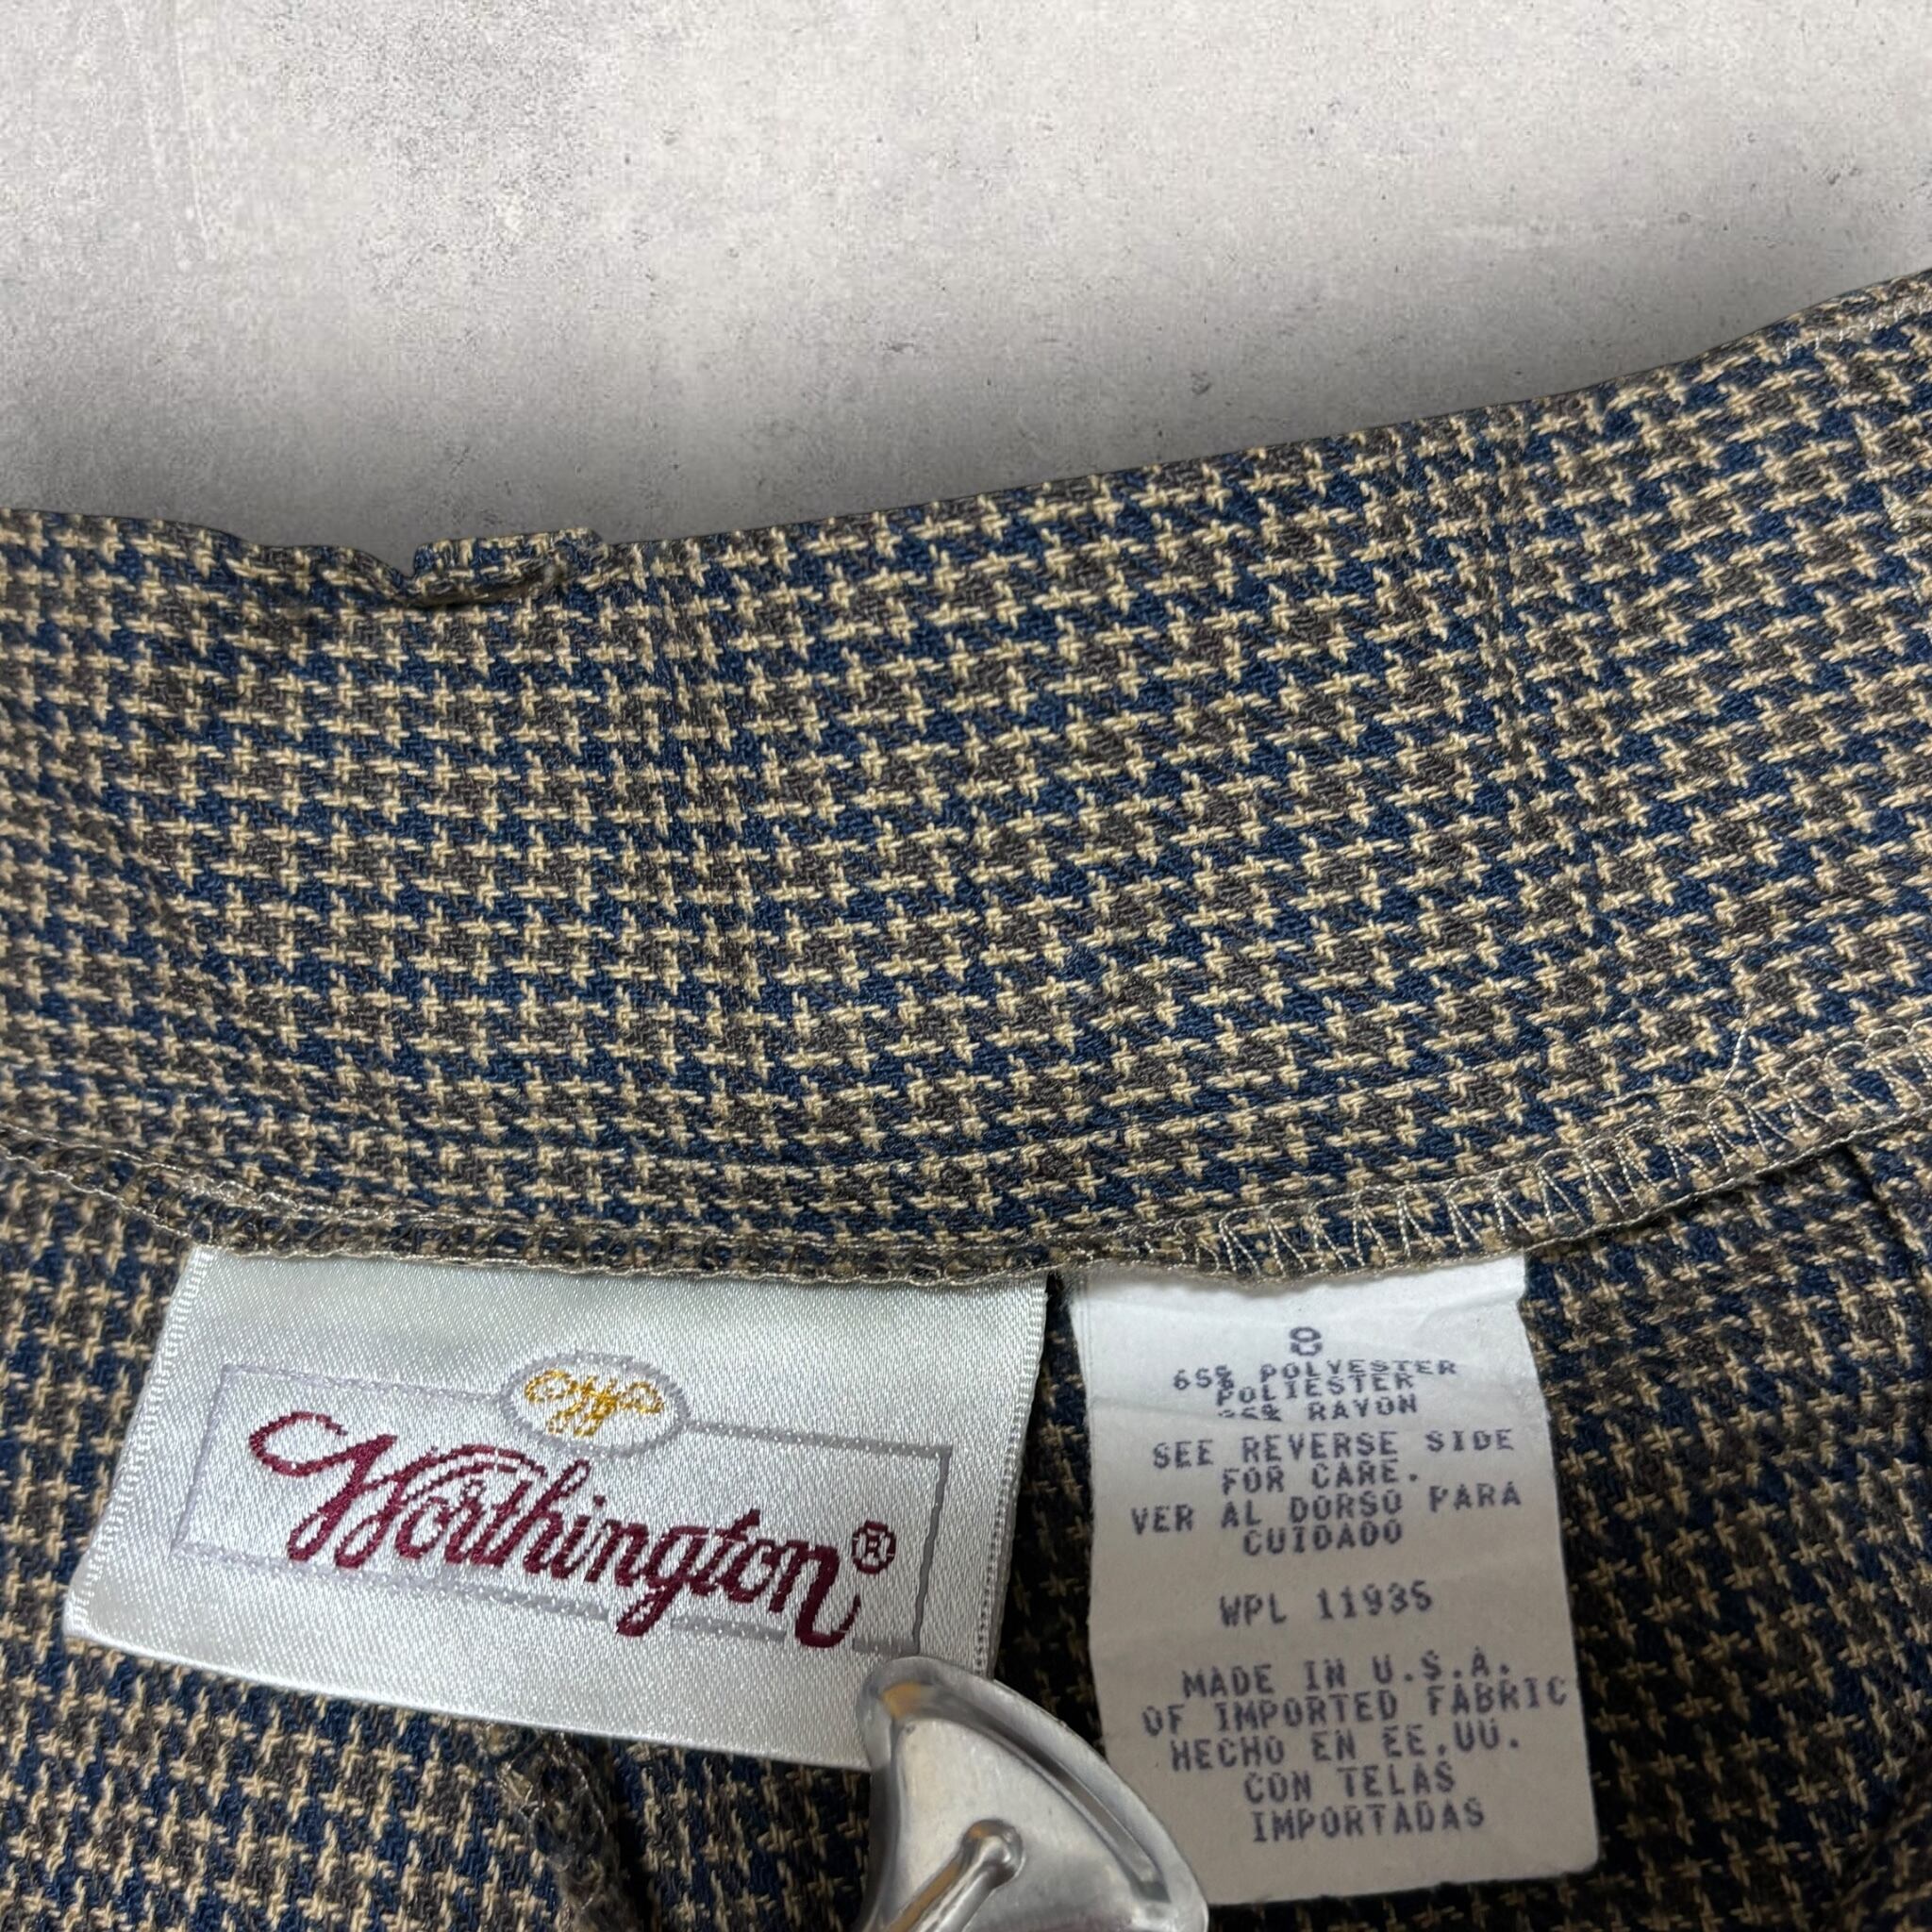 Worthington®
8
65% POLYESTER
POLIESTER
35% RAYON
SEE REVERSE SIDE
FOR CARE.
VER AL DORSO PARA
CUIDADO
WPL 11935
MADE IN U.S.A.
OF IMPORTED FABRIC
HECHO EN EE.UU.
CON TELAS
IMPORTADAS